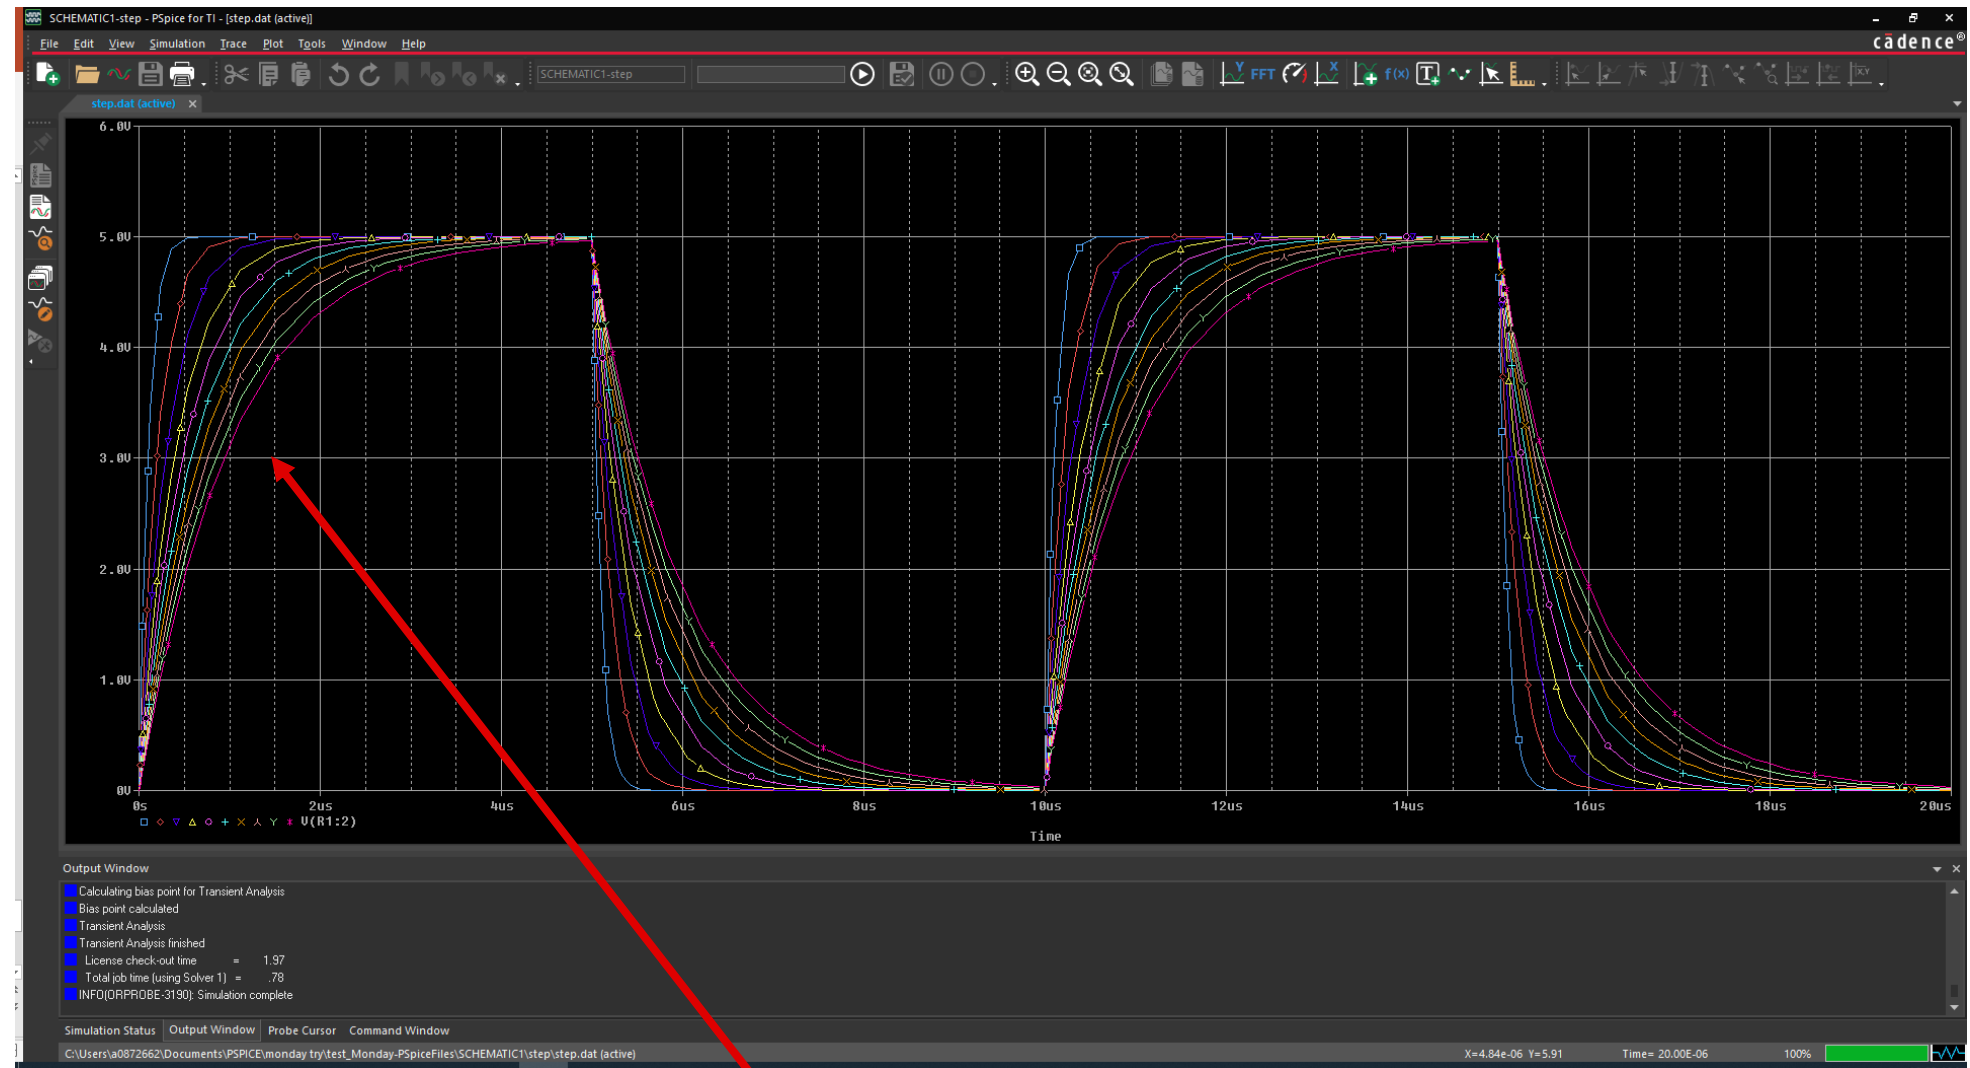 SCHEMATIC1-step - PSpice for TI - [step.dat (active)]
File Edit View Simulation Trace Plot Tools Window Help
cādence®
SCHEMATIC1-step
FFT
f(x)
step.dat (active)
6.0V
5.0V
4.0V
3.0V
2.0V
1.0V
0V
0s 2us 4us 6us 8us 10us 12us 14us 16us 18us 20us
V(R1:2)
Time
Output Window
Calculating bias point for Transient Analysis
Bias point calculated
Transient Analysis
Transient Analysis finished
License check-out time = 1.97
Total job time (using Solver 1) = .78
INFO(ORPROBE-3190): Simulation complete
Simulation Status Output Window Probe Cursor Command Window
C:\Users\a0872662\Documents\PSPICE\monday try\test_Monday-PSpiceFiles\SCHEMATIC1\step\step.dat (active) X=4.84e-06 Y=5.91 Time= 20.00E-06 100%